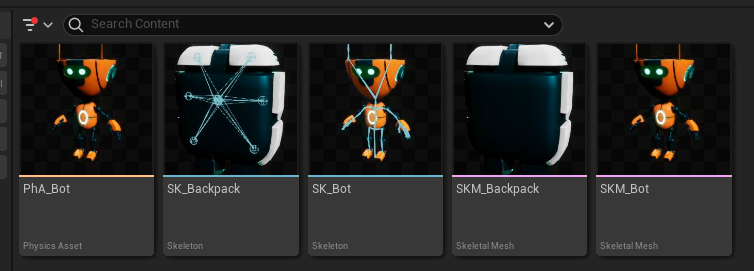 Search Content
PhA_Bot
SK_Backpack
SK_Bot
SKM_Backpack
SKM_Bot
Physics Asset
Skeleton
Skeleton
Skeletal Mesh
Skeletal Mesh